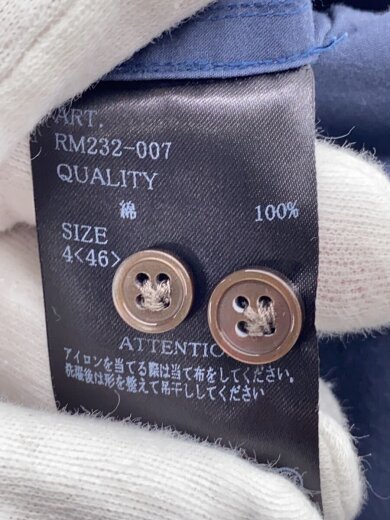 ART.
RM232-007
QUALITY
綿 100%
SIZE
4<46>
ATTENTIO
アイロンを当てる際は当て布をしてください。
洗濯後は形を整えて吊干ししてください